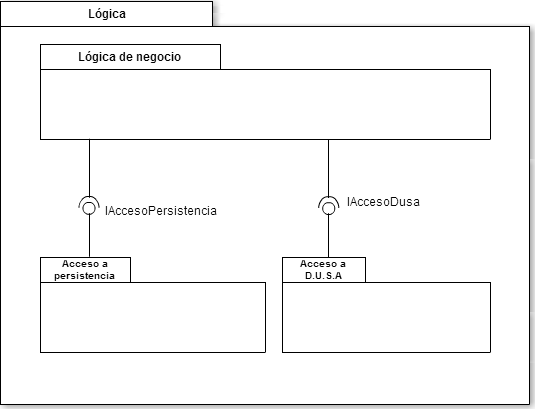 Lógica
Lógica de negocio
IAccesoPersistencia
IAccesoDusa
Acceso a
persistencia
Acceso a
D.U.S.A